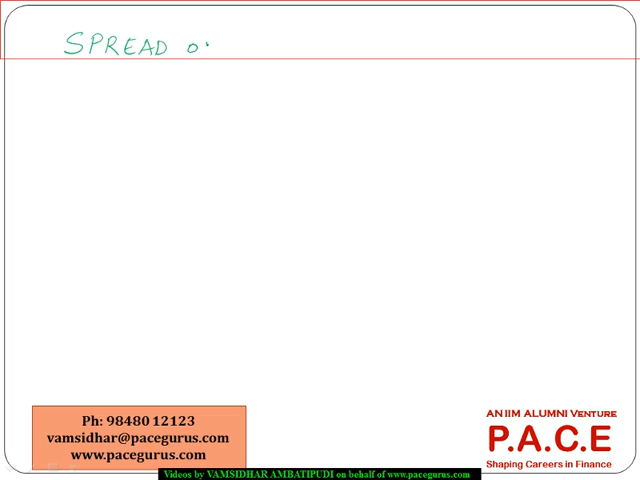 SPREAD
Ph: 98480 12123
vamsidhar@pacegurus.com
www.pacegurus.com
AN IIM ALUMNI VENTURE
P.A.C.E
Shaping Careers in Finance
Videos by VAMSIDHAR AMBATIPUDI on behalf of www.pacegurus.com